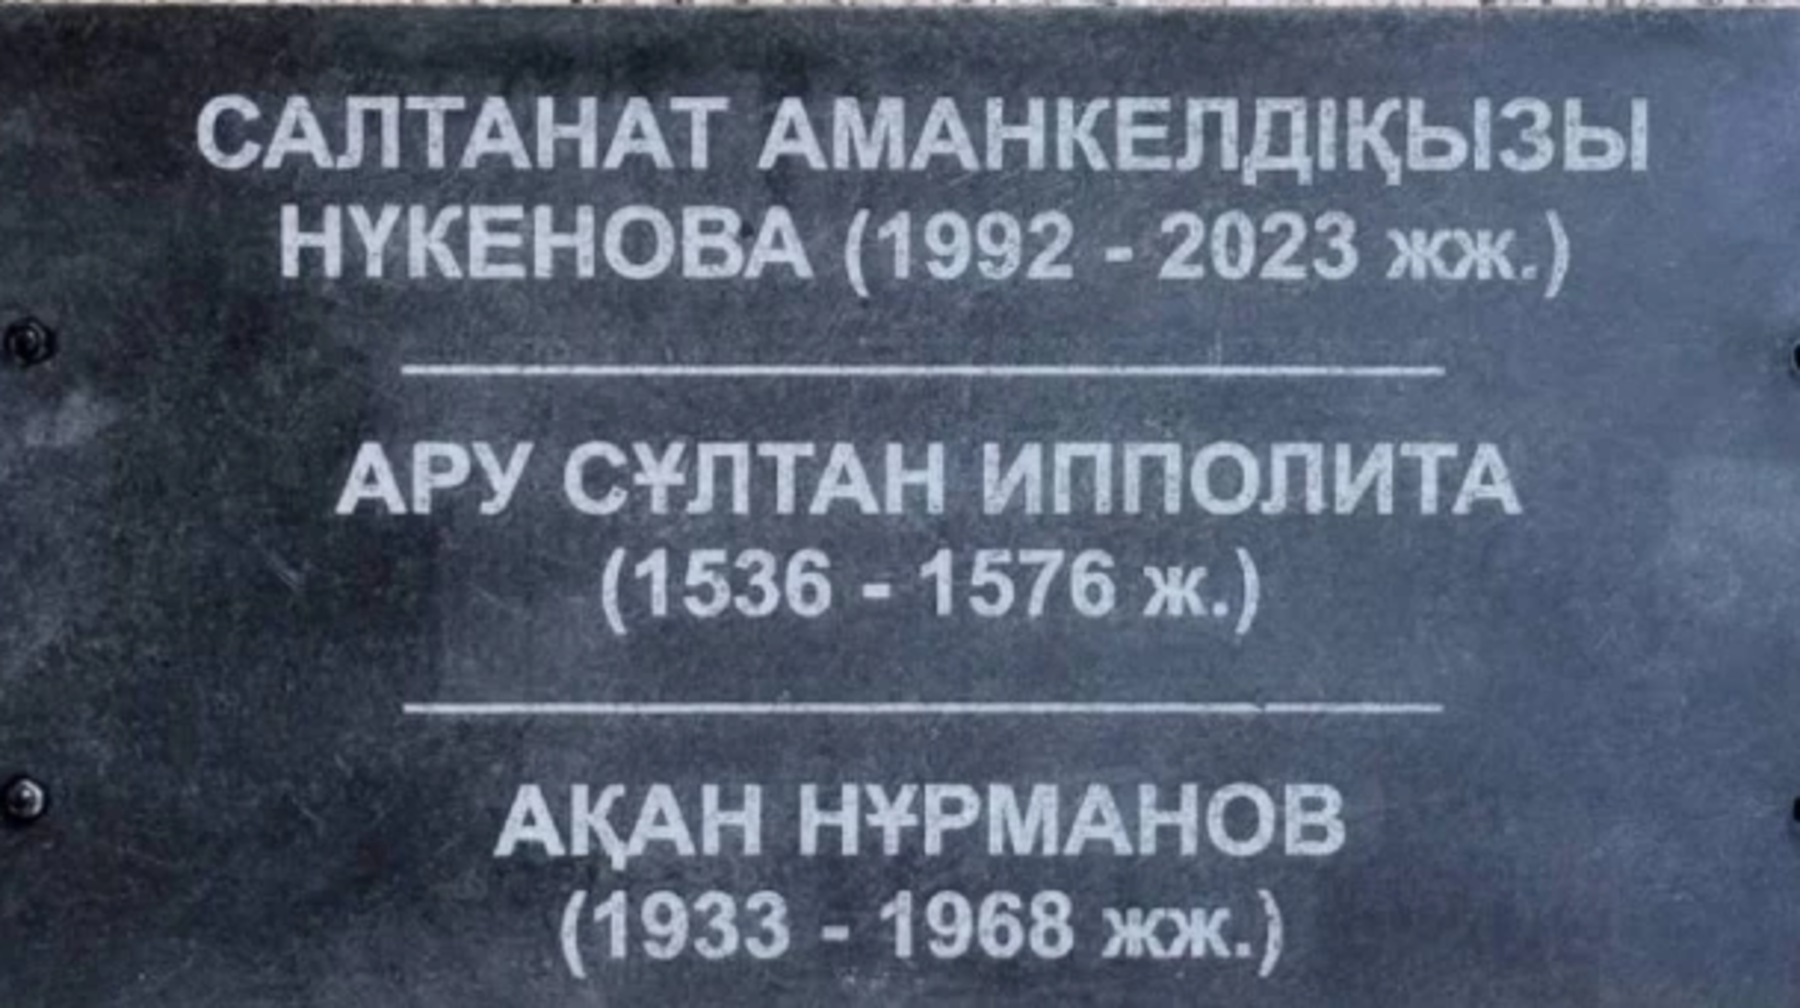 САЛТАНАТ АМАНКЕЛДІҚЫЗЫ
НҮКЕНОВА (1992 - 2023 жж.)
АРУ СҰЛТАН ИППОЛИТА
(1536 - 1576 ж.)
АҚАН НҰРМАНОВ
(1933 - 1968 жж.)